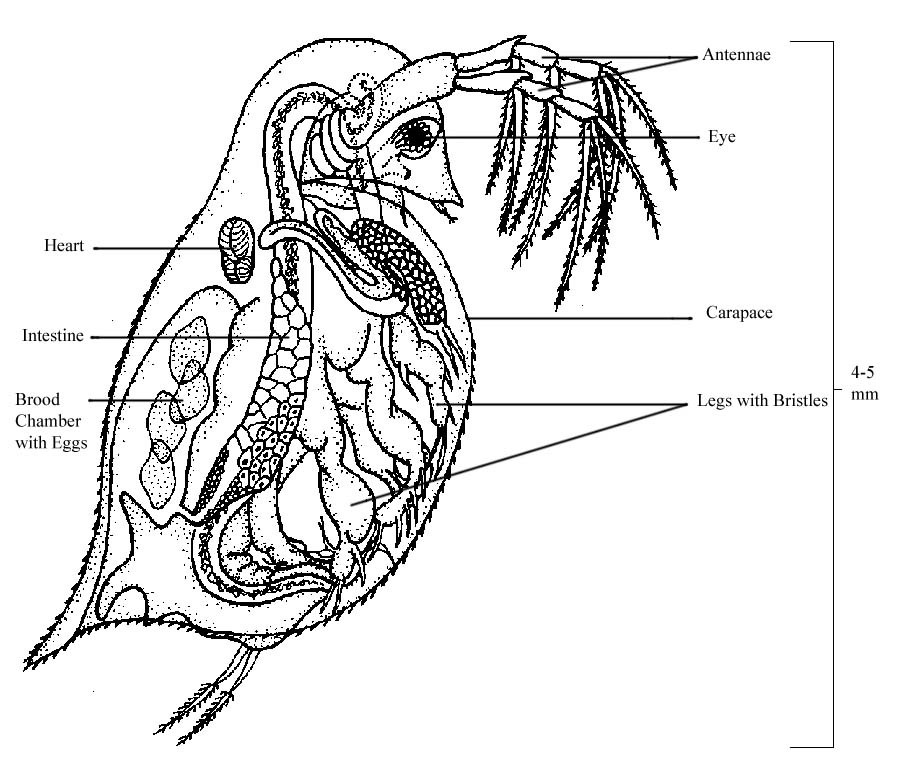 Antennae
Eye
Heart
Carapace
Intestine
4-5
mm
Brood
Chamber
with Eggs
Legs with Bristles